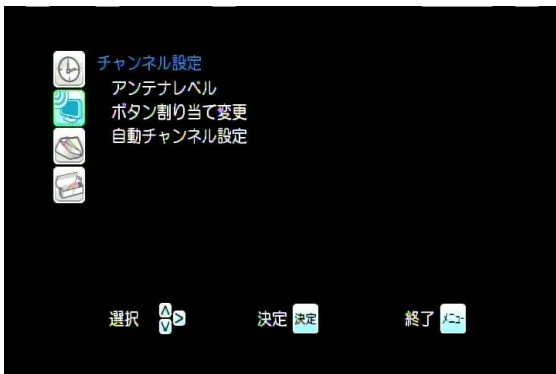 チャンネル設定
アンテナレベル
ボタン割り当て変更
自動チャンネル設定
選択 決定 決定 終了 メニュー